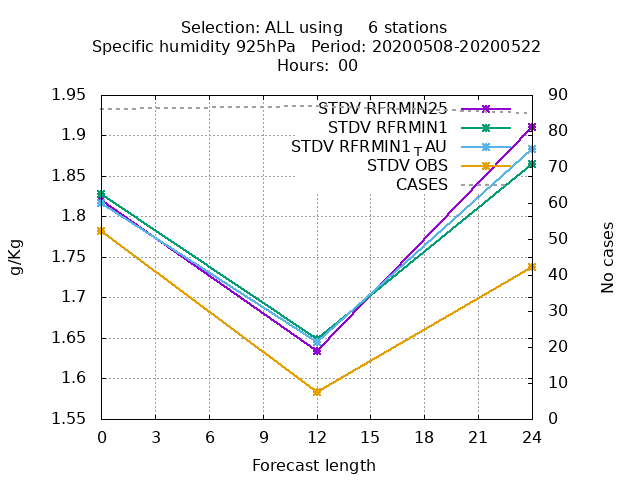 Selection: ALL using 6 stations
Specific humidity 925hPa Period: 20200508-20200522
Hours: 00
1.95
1.9
1.85
1.8
1.75
1.7
1.65
1.6
1.55
g/Kg
STDV RFRMIN25
STDV RFRMIN1
STDV RFRMIN1TAU
STDV OBS
CASES
90
80
70
60
50
40
30
20
10
0
No cases
0 3 6 9 12 15 18 21 24
Forecast length